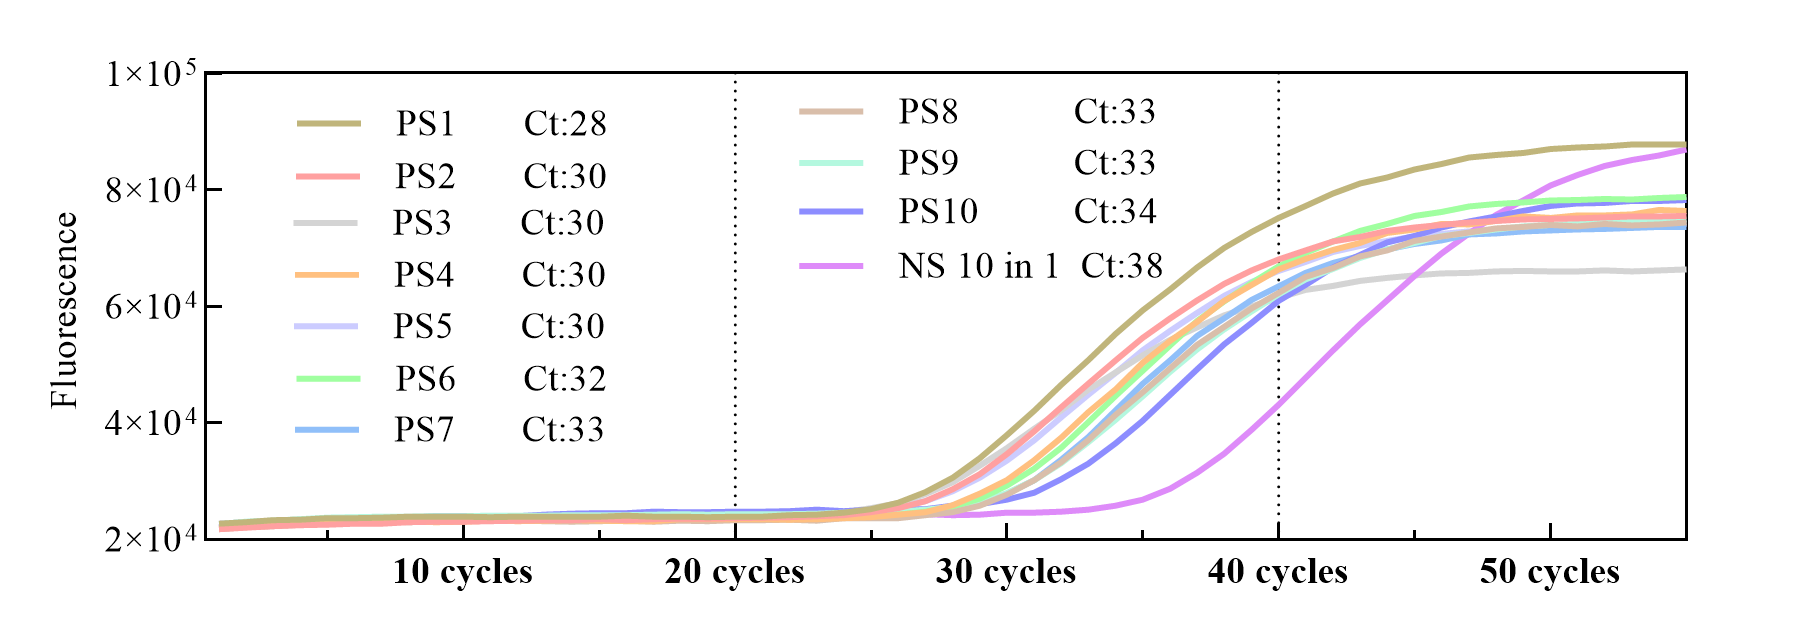 1×10⁵
8×10⁴
6×10⁴
4×10⁴
2×10⁴
Fluorescence
PS1 Ct:28
PS2 Ct:30
PS3 Ct:30
PS4 Ct:30
PS5 Ct:30
PS6 Ct:32
PS7 Ct:33
PS8 Ct:33
PS9 Ct:33
PS10 Ct:34
NS 10 in 1 Ct:38
10 cycles 20 cycles 30 cycles 40 cycles 50 cycles